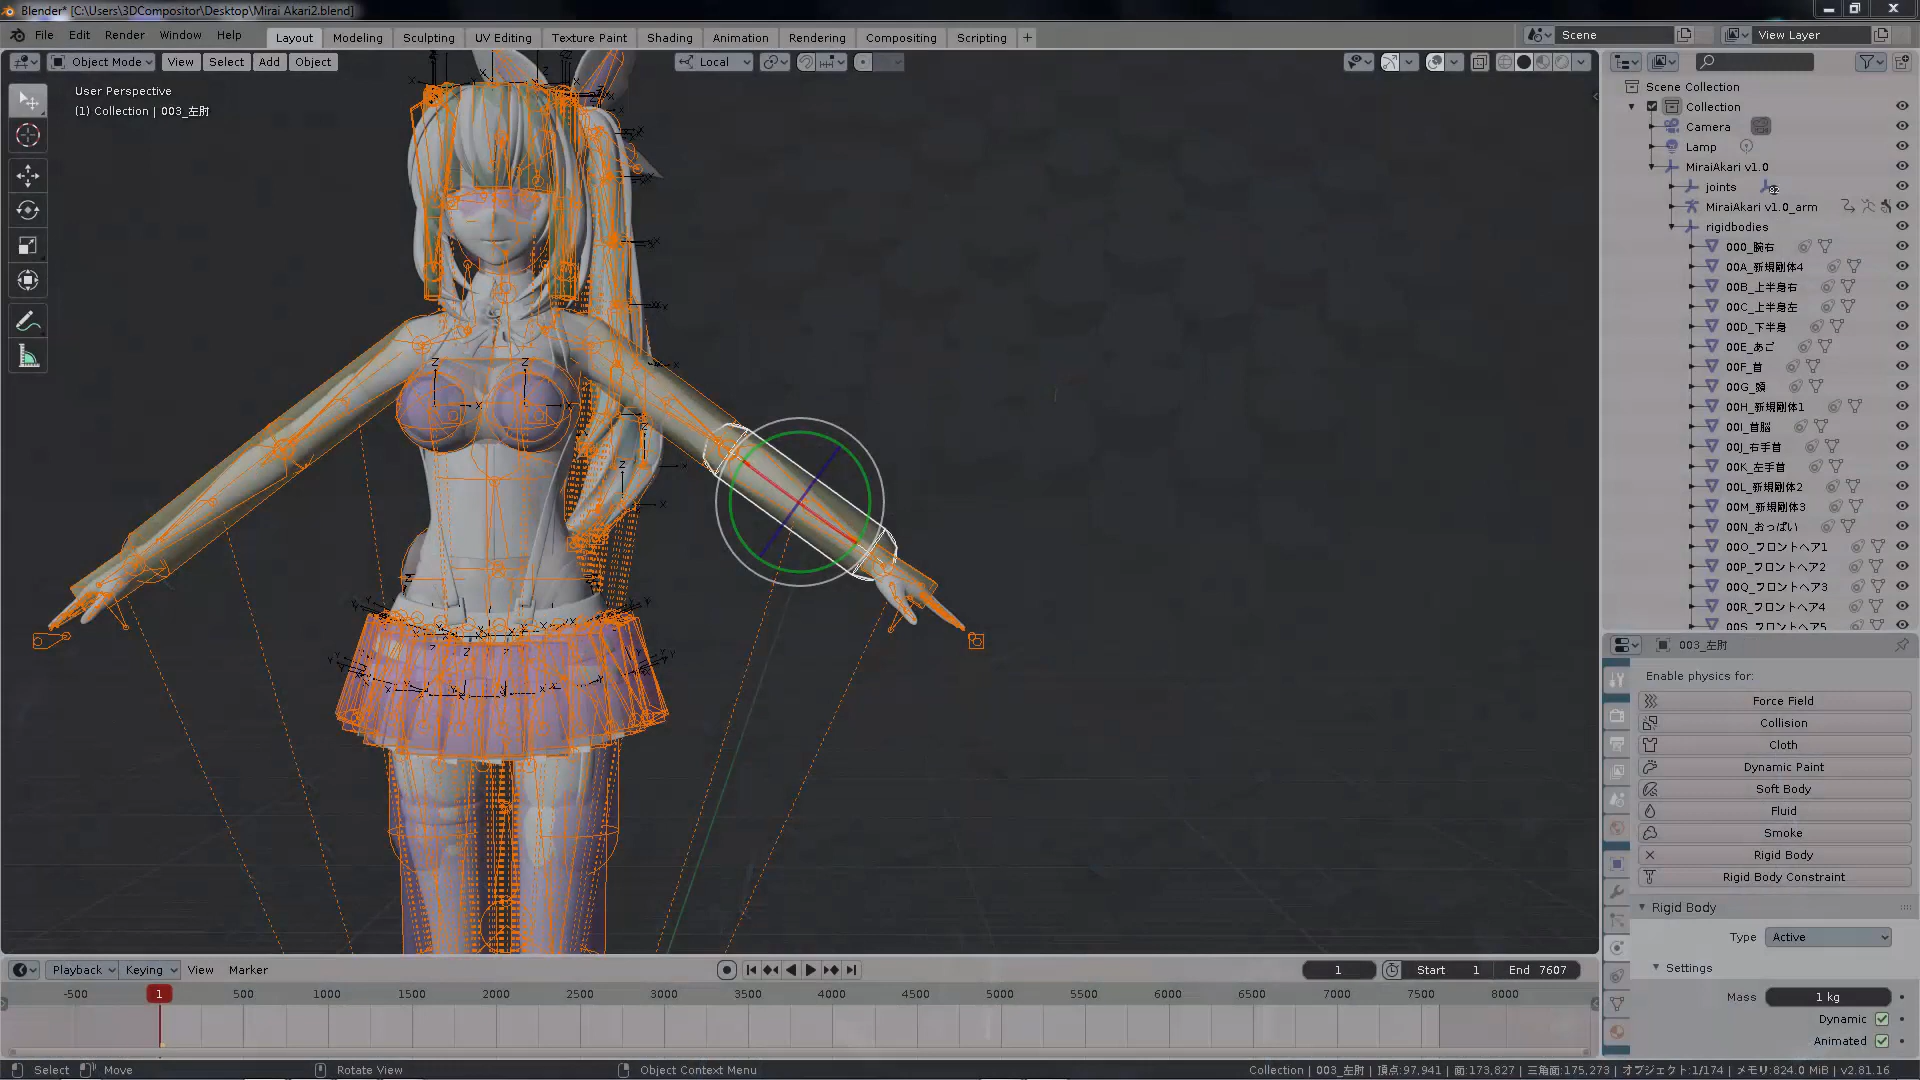 Blender* [C:\Users\3DCompositor\Desktop\Mirai Akari2.blend]
File Edit Render Window Help
Layout Modeling Sculpting UV Editing Texture Paint Shading Animation Rendering Compositing Scripting +
Scene
View Layer
Object Mode View Select Add Object
Local
User Perspective
(1) Collection | 003_左肘
Scene Collection
Collection
Camera
Lamp
MiraiAkari v1.0
joints
MiraiAkari v1.0_arm
rigidbodies
000_腕右
00A_新規剛体4
00B_上半身右
00C_上半身左
00D_下半身
00E_あご
00F_首
00G_頭
00H_新規剛体1
00I_首脳
00J_右手首
00K_左手首
00L_新規剛体2
00M_新規剛体3
00N_おっぱい
00O_フロントヘア1
00P_フロントヘア2
00Q_フロントヘア3
00R_フロントヘア4
00S_フロントヘア5
003_左肘
Enable physics for:
Force Field
Collision
Cloth
Dynamic Paint
Soft Body
Fluid
Smoke
Rigid Body
Rigid Body Constraint
Rigid Body
Type Active
Settings
Mass 1 kg
Dynamic
Animated
Playback Keying View Marker
1 Start 1 End 7607
-500 1 500 1000 1500 2000 2500 3000 3500 4000 4500 5000 5500 6000 6500 7000 7500 8000
Select Move Rotate View Object Context Menu
Collection | 003_左肘 | 頂点:97,941 | 面:173,827 | 三角面:175,273 | オブジェクト:1/174 | メモリ:824.0 MiB | v2.81.16